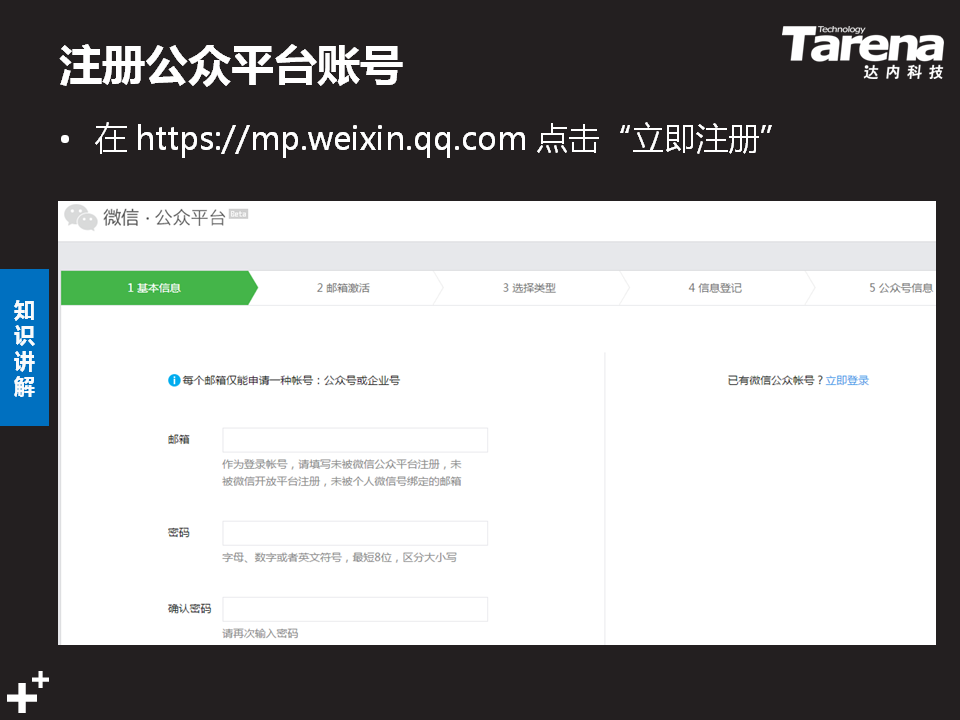 注册公众平台账号
Technology
Tarena
达内科技
• 在 https://mp.weixin.qq.com 点击“立即注册”
微信·公众平台 Beta
1 基本信息
2 邮箱激活
3 选择类型
4 信息登记
5 公众号信息
知识讲解
每个邮箱仅能申请一种帐号：公众号或企业号
已有微信公众帐号？立即登录
邮箱
作为登录帐号，请填写未被微信公众平台注册，未
被微信开放平台注册，未被个人微信号绑定的邮箱
密码
字母、数字或者英文符号，最短8位，区分大小写
确认密码
请再次输入密码